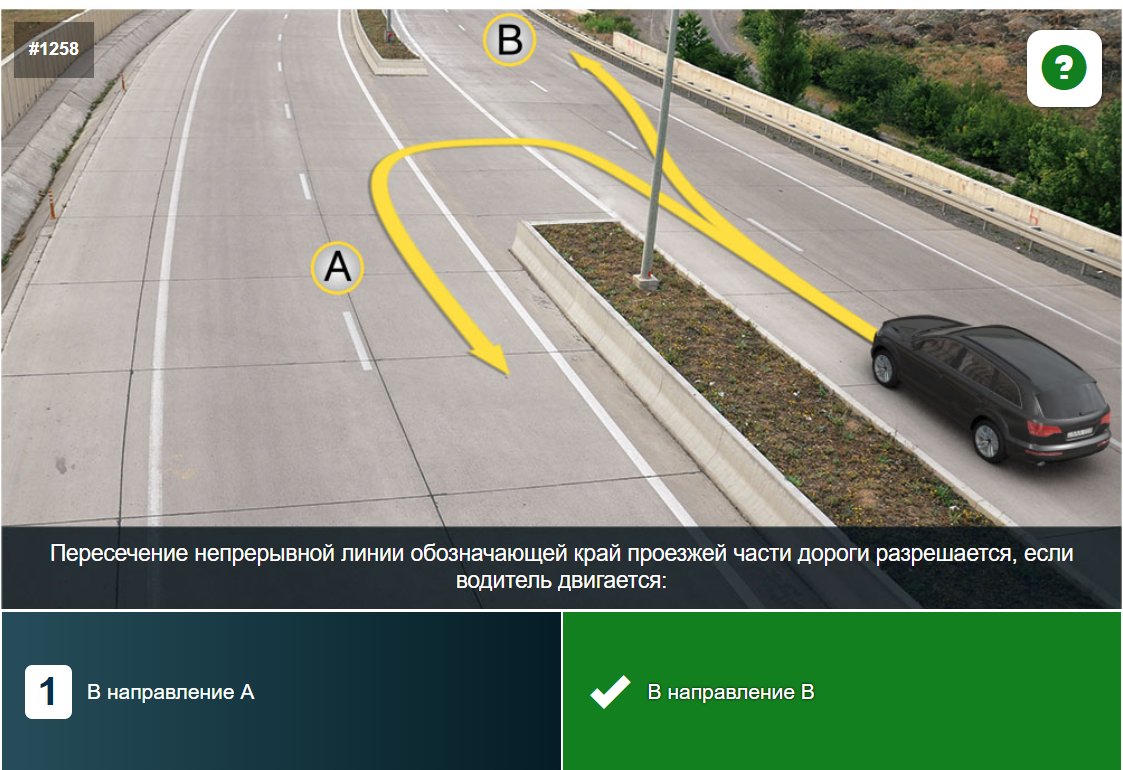 #1258
B
?
A
Пересечение непрерывной линии обозначающей край проезжей части дороги разрешается, если
водитель двигается:
1 В направление А
В направление В